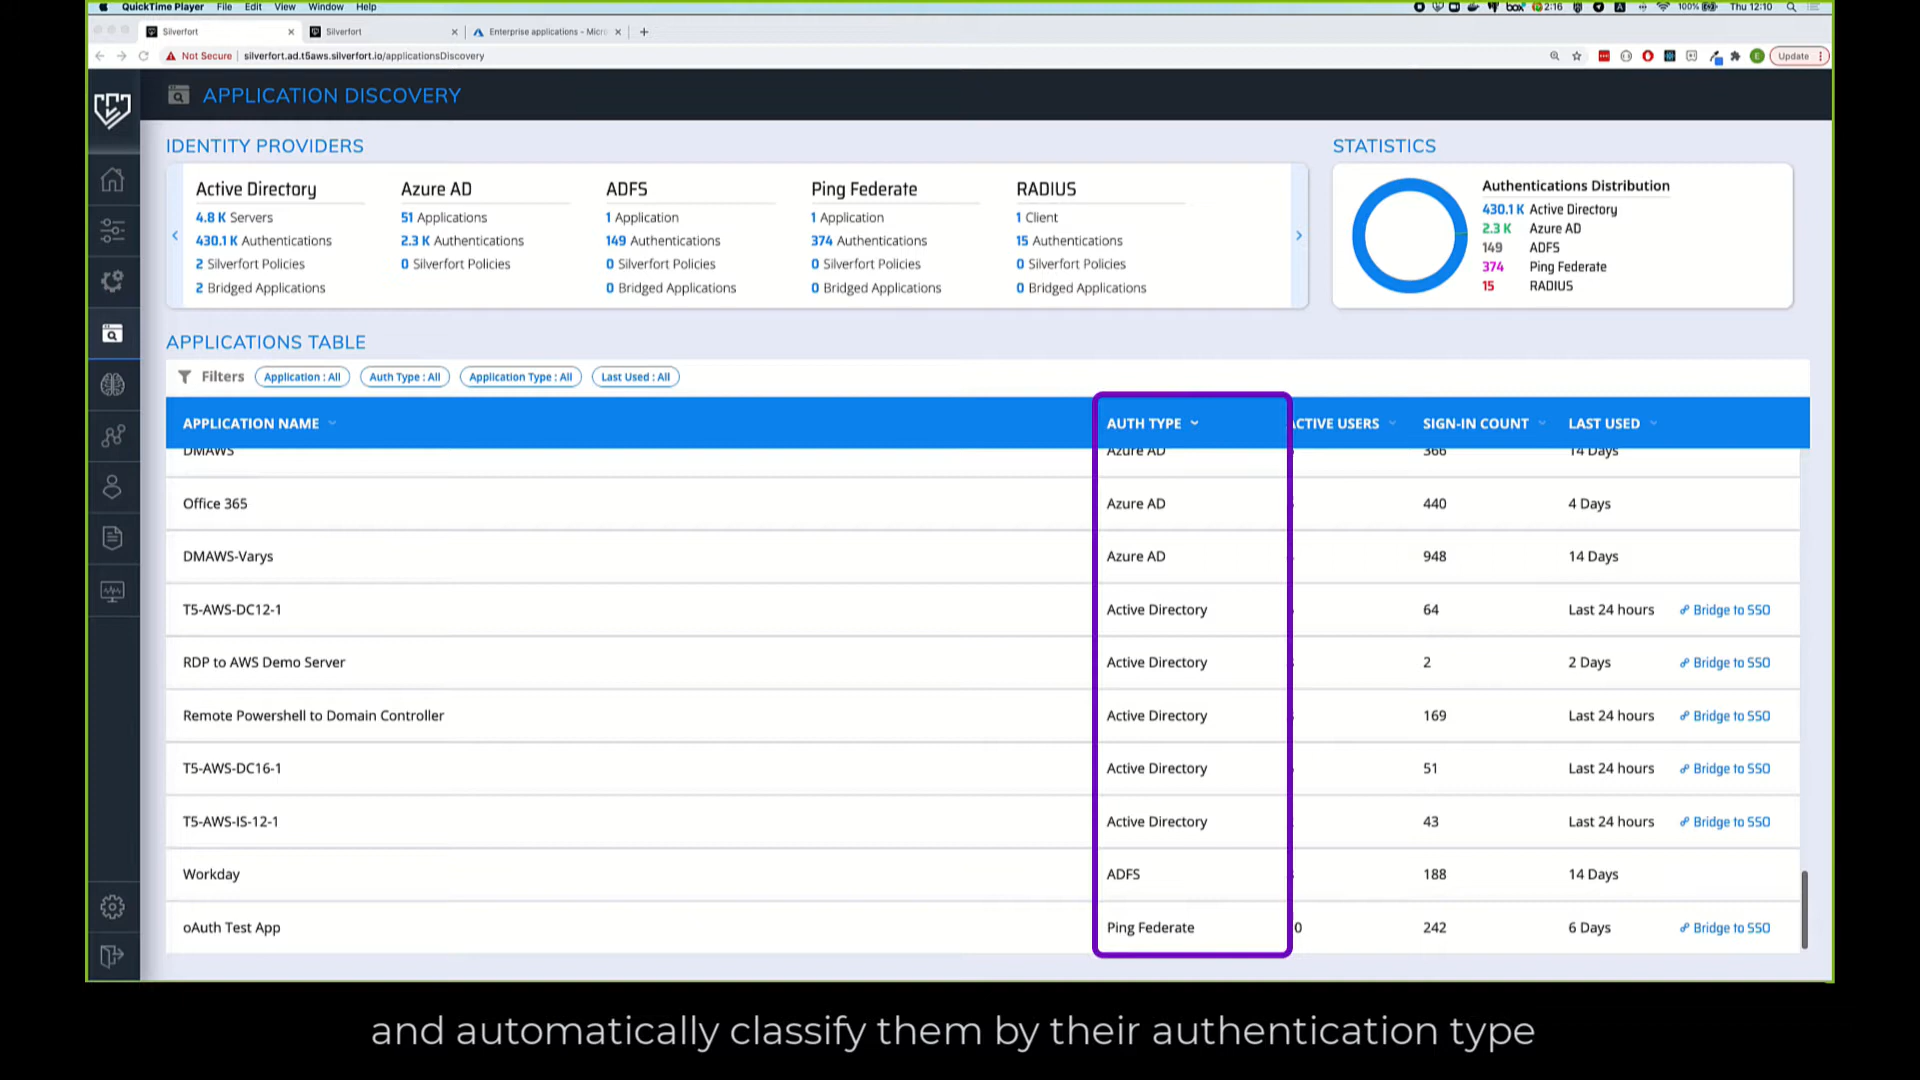 QuickTime Player File Edit View Window Help
2:16 100% Thu 12:10
Silverfort Silverfort Enterprise applications - Micro
Not Secure silverfort.ad.t5aws.silverfort.io/applicationsDiscovery Update
APPLICATION DISCOVERY
IDENTITY PROVIDERS
Active Directory
4.8 K Servers
430.1 K Authentications
2 Silverfort Policies
2 Bridged Applications
Azure AD
51 Applications
2.3 K Authentications
0 Silverfort Policies
ADFS
1 Application
149 Authentications
0 Silverfort Policies
0 Bridged Applications
Ping Federate
1 Application
374 Authentications
0 Silverfort Policies
0 Bridged Applications
RADIUS
1 Client
15 Authentications
0 Silverfort Policies
0 Bridged Applications
STATISTICS
Authentications Distribution
430.1 K Active Directory
2.3 K Azure AD
149 ADFS
374 Ping Federate
15 RADIUS
APPLICATIONS TABLE
Filters Application : All Auth Type : All Application Type : All Last Used : All
APPLICATION NAME AUTH TYPE ACTIVE USERS SIGN-IN COUNT LAST USED
DMAWS Azure AD 366 14 Days
Office 365 Azure AD 440 4 Days
DMAWS-Varys Azure AD 948 14 Days
T5-AWS-DC12-1 Active Directory 64 Last 24 hours Bridge to SSO
RDP to AWS Demo Server Active Directory 2 2 Days Bridge to SSO
Remote Powershell to Domain Controller Active Directory 169 Last 24 hours Bridge to SSO
T5-AWS-DC16-1 Active Directory 51 Last 24 hours Bridge to SSO
T5-AWS-IS-12-1 Active Directory 43 Last 24 hours Bridge to SSO
Workday ADFS 188 14 Days
oAuth Test App Ping Federate 0 242 6 Days Bridge to SSO
and automatically classify them by their authentication type